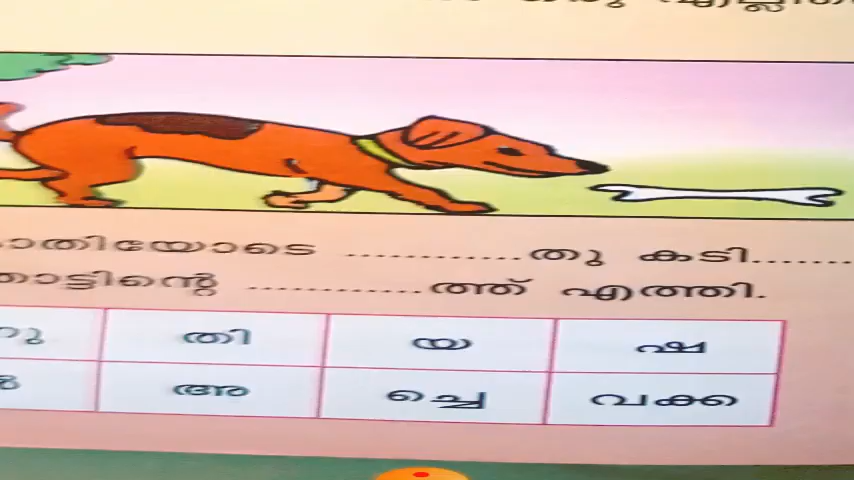 തിയോടെ ............തു കടി.......
ട്ടിന്റെ ............ത്ത് എത്തി.
തി യ ഷ
അ ച്ചെ വക്ക